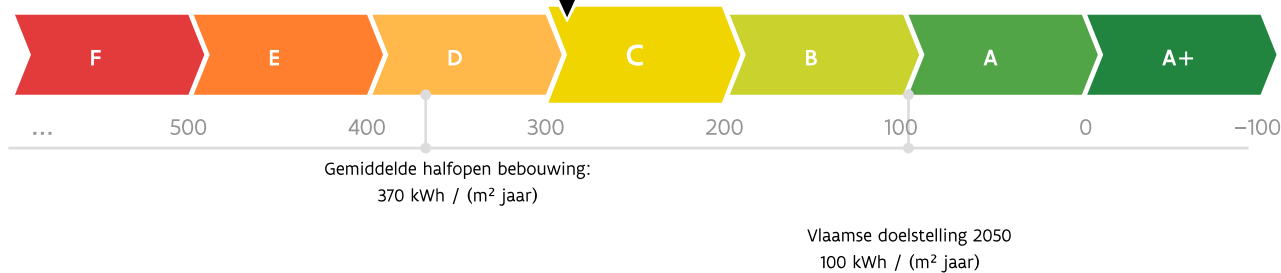 F E D C B A A+
... 500 400 300 200 100 0 −100
Gemiddelde halfopen bebouwing:
370 kWh / (m² jaar)
Vlaamse doelstelling 2050
100 kWh / (m² jaar)